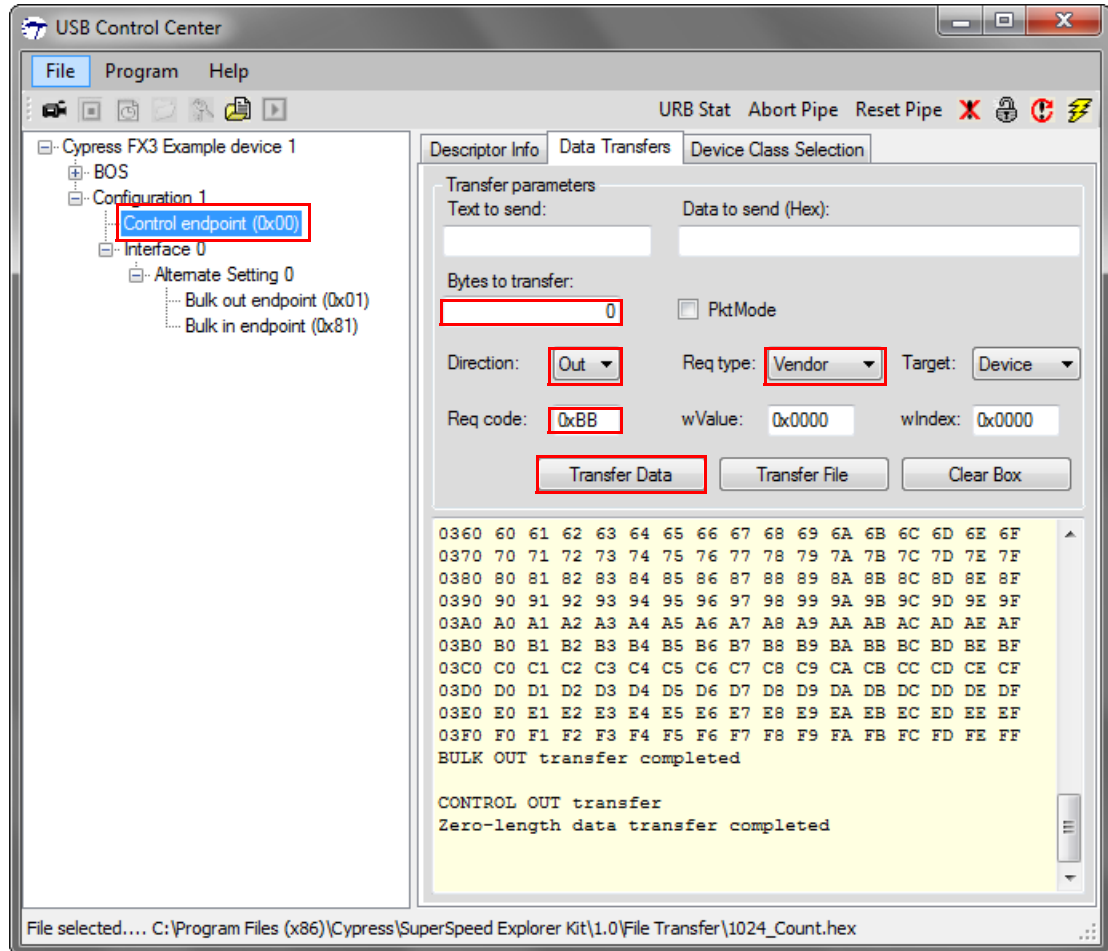 USB Control Center
File Program Help
URB Stat Abort Pipe Reset Pipe
Cypress FX3 Example device 1
BOS
Configuration 1
Control endpoint (0x00)
Interface 0
Alternate Setting 0
Bulk out endpoint (0x01)
Bulk in endpoint (0x81)
Descriptor Info Data Transfers Device Class Selection
Transfer parameters
Text to send: Data to send (Hex):
Bytes to transfer:
0 PktMode
Direction: Out Req type: Vendor Target: Device
Req code: 0xBB wValue: 0x0000 wIndex: 0x0000
Transfer Data Transfer File Clear Box
0360 60 61 62 63 64 65 66 67 68 69 6A 6B 6C 6D 6E 6F
0370 70 71 72 73 74 75 76 77 78 79 7A 7B 7C 7D 7E 7F
0380 80 81 82 83 84 85 86 87 88 89 8A 8B 8C 8D 8E 8F
0390 90 91 92 93 94 95 96 97 98 99 9A 9B 9C 9D 9E 9F
03A0 A0 A1 A2 A3 A4 A5 A6 A7 A8 A9 AA AB AC AD AE AF
03B0 B0 B1 B2 B3 B4 B5 B6 B7 B8 B9 BA BB BC BD BE BF
03C0 C0 C1 C2 C3 C4 C5 C6 C7 C8 C9 CA CB CC CD CE CF
03D0 D0 D1 D2 D3 D4 D5 D6 D7 D8 D9 DA DB DC DD DE DF
03E0 E0 E1 E2 E3 E4 E5 E6 E7 E8 E9 EA EB EC ED EE EF
03F0 F0 F1 F2 F3 F4 F5 F6 F7 F8 F9 FA FB FC FD FE FF
BULK OUT transfer completed
CONTROL OUT transfer
Zero-length data transfer completed
File selected.... C:\Program Files (x86)\Cypress\SuperSpeed Explorer Kit\1.0\File Transfer\1024_Count.hex